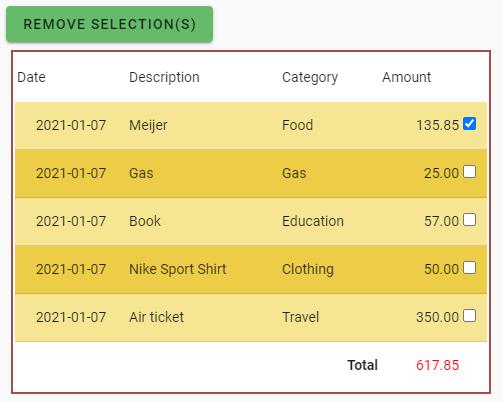 REMOVE SELECTION(S)
Date Description Category Amount
2021-01-07 Meijer Food 135.85
2021-01-07 Gas Gas 25.00
2021-01-07 Book Education 57.00
2021-01-07 Nike Sport Shirt Clothing 50.00
2021-01-07 Air ticket Travel 350.00
Total 617.85